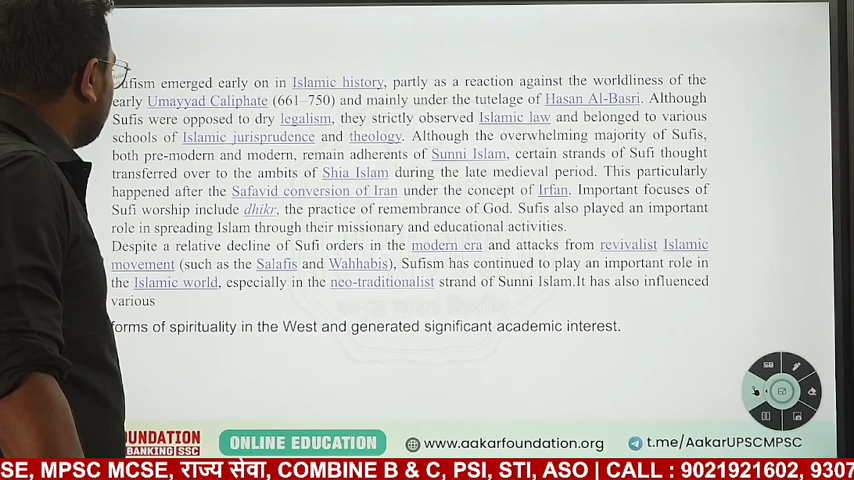 Sufism emerged early on in Islamic history, partly as a reaction against the worldliness of the
early Umayyad Caliphate (661–750) and mainly under the tutelage of Hasan Al-Basri. Although
Sufis were opposed to dry legalism, they strictly observed Islamic law and belonged to various
schools of Islamic jurisprudence and theology. Although the overwhelming majority of Sufis,
both pre-modern and modern, remain adherents of Sunni Islam, certain strands of Sufi thought
transferred over to the ambits of Shia Islam during the late medieval period. This particularly
happened after the Safavid conversion of Iran under the concept of Irfan. Important focuses of
Sufi worship include dhikr, the practice of remembrance of God. Sufis also played an important
role in spreading Islam through their missionary and educational activities.
Despite a relative decline of Sufi orders in the modern era and attacks from revivalist Islamic
movement (such as the Salafis and Wahhabis), Sufism has continued to play an important role in
the Islamic world, especially in the neo-traditionalist strand of Sunni Islam.It has also influenced
various
forms of spirituality in the West and generated significant academic interest.
SB
OUNDATION
BANKING SSC
ONLINE EDUCATION
www.aakarfoundation.org
t.me/AakarUPSCMPSC
SE, MPSC MCSE, राज्य सेवा, COMBINE B & C, PSI, STI, ASO | CALL : 9021921602, 9307